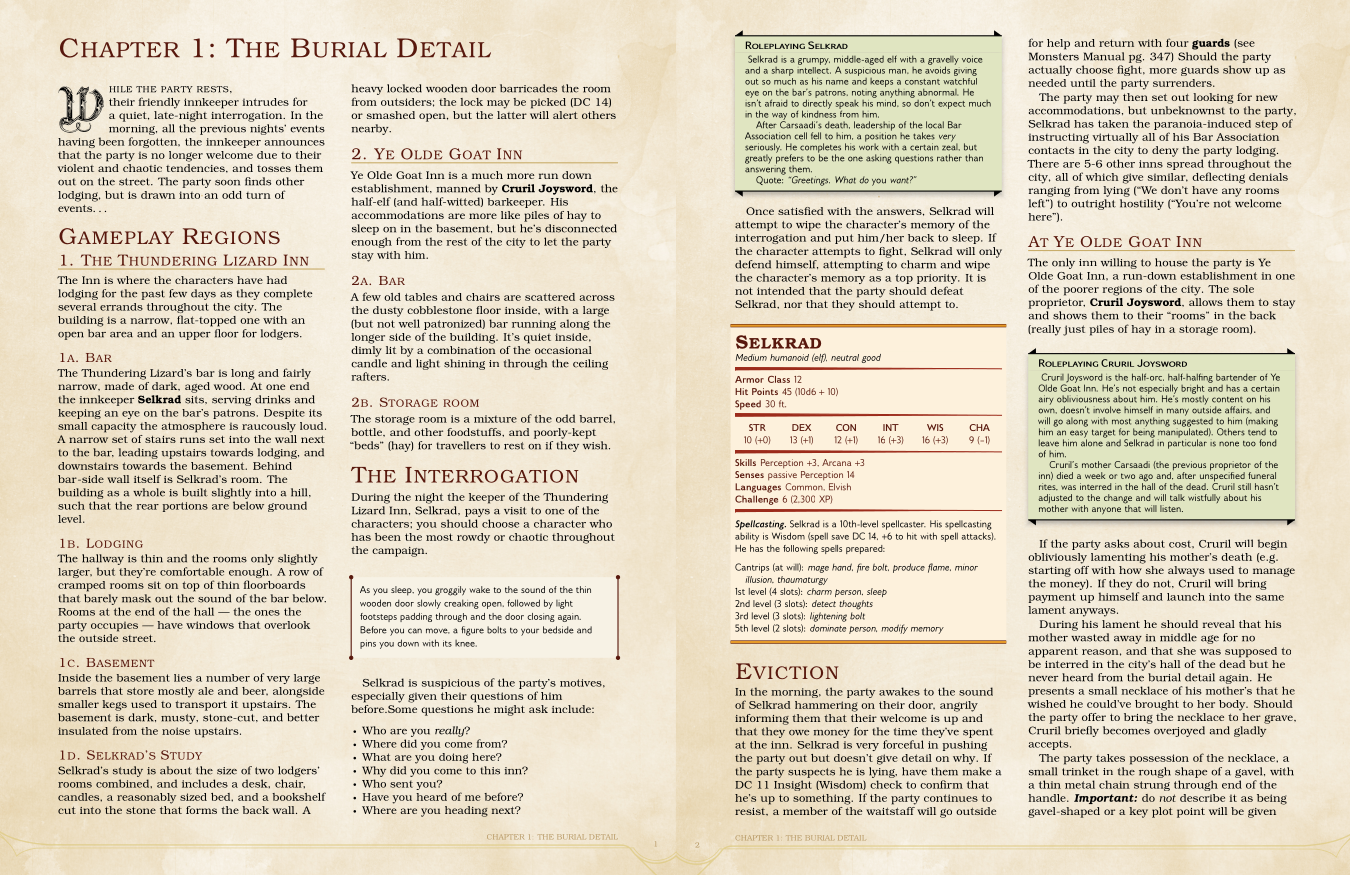 CHAPTER 1: THE BURIAL DETAIL
WHILE THE PARTY RESTS,
their friendly innkeeper intrudes for
a quiet, late-night interrogation. In the
morning, all the previous nights' events
having been forgotten, the innkeeper announces
that the party is no longer welcome due to their
violent and chaotic tendencies, and tosses them
out on the street. The party soon finds other
lodging, but is drawn into an odd turn of
events. . .
GAMEPLAY REGIONS
1. THE THUNDERING LIZARD INN
The Inn is where the characters have had
lodging for the past few days as they complete
several errands throughout the city. The
building is a narrow, flat-topped one with an
open bar area and an upper floor for lodgers.
1A. BAR
The Thundering Lizard's bar is long and fairly
narrow, made of dark, aged wood. At one end
the innkeeper Selkrad sits, serving drinks and
keeping an eye on the bar's patrons. Despite its
small capacity the atmosphere is raucously loud.
A narrow set of stairs runs set into the wall next
to the bar, leading upstairs towards lodging, and
downstairs towards the basement. Behind
bar-side wall itself is Selkrad's room. The
building as a whole is built slightly into a hill,
such that the rear portions are below ground
level.
1B. LODGING
The hallway is thin and the rooms only slightly
larger, but they're comfortable enough. A row of
cramped rooms sit on top of thin floorboards
that barely mask out the sound of the bar below.
Rooms at the end of the hall — the ones the
party occupies — have windows that overlook
the outside street.
1C. BASEMENT
Inside the basement lies a number of very large
barrels that store mostly ale and beer, alongside
smaller kegs used to transport it upstairs. The
basement is dark, musty, stone-cut, and better
insulated from the noise upstairs.
1D. SELKRAD'S STUDY
Selkrad's study is about the size of two lodgers'
rooms combined, and includes a desk, chair,
candles, a reasonably sized bed, and a bookshelf
cut into the stone that forms the back wall. A
heavy locked wooden door barricades the room
from outsiders; the lock may be picked (DC 14)
or smashed open, but the latter will alert others
nearby.
2. YE OLDE GOAT INN
Ye Olde Goat Inn is a much more run down
establishment, manned by Cruril Joysword, the
half-elf (and half-witted) barkeeper. His
accommodations are more like piles of hay to
sleep on in the basement, but he's disconnected
enough from the rest of the city to let the party
stay with him.
2A. BAR
A few old tables and chairs are scattered across
the dusty cobblestone floor inside, with a large
(but not well patronized) bar running along the
longer side of the building. It's quiet inside,
dimly lit by a combination of the occasional
candle and light shining in through the ceiling
rafters.
2B. STORAGE ROOM
The storage room is a mixture of the odd barrel,
bottle, and other foodstuffs, and poorly-kept
"beds" (hay) for travellers to rest on if they wish.
THE INTERROGATION
During the night the keeper of the Thundering
Lizard Inn, Selkrad, pays a visit to one of the
characters; you should choose a character who
has been the most rowdy or chaotic throughout
the campaign.
As you sleep, you groggily wake to the sound of the thin
wooden door slowly creaking open, followed by light
footsteps padding through and the door closing again.
Before you can move, a figure bolts to your bedside and
pins you down with its knee.
Selkrad is suspicious of the party's motives,
especially given their questions of him
before.Some questions he might ask include:
• Who are you really?
• Where did you come from?
• What are you doing here?
• Why did you come to this inn?
• Who sent you?
• Have you heard of me before?
• Where are you heading next?
CHAPTER 1: THE BURIAL DETAIL
1
ROLEPLAYING SELKRAD
Selkrad is a grumpy, middle-aged elf with a gravelly voice
and a sharp intellect. A suspicious man, he avoids giving
out so much as his name and keeps a constant watchful
eye on the bar's patrons, noting anything abnormal. He
isn't afraid to directly speak his mind, so don't expect much
in the way of kindness from him.
After Carsaadi's death, leadership of the local Bar
Association cell fell to him, a position he takes very
seriously. He completes his work with a certain zeal, but
greatly prefers to be the one asking questions rather than
answering them.
Quote: "Greetings. What do you want?"
Once satisfied with the answers, Selkrad will
attempt to wipe the character's memory of the
interrogation and put him/her back to sleep. If
the character attempts to fight, Selkrad will only
defend himself, attempting to charm and wipe
the character's memory as a top priority. It is
not intended that the party should defeat
Selkrad, nor that they should attempt to.
SELKRAD
Medium humanoid (elf), neutral good
Armor Class 12
Hit Points 45 (10d6 + 10)
Speed 30 ft.
STR DEX CON INT WIS CHA
10 (+0) 13 (+1) 12 (+1) 16 (+3) 16 (+3) 9 (–1)
Skills Perception +3, Arcana +3
Senses passive Perception 14
Languages Common, Elvish
Challenge 6 (2,300 XP)
Spellcasting. Selkrad is a 10th-level spellcaster. His spellcasting
ability is Wisdom (spell save DC 14, +6 to hit with spell attacks).
He has the following spells prepared:
Cantrips (at will): mage hand, fire bolt, produce flame, minor
illusion, thaumaturgy
1st level (4 slots): charm person, sleep
2nd level (3 slots): detect thoughts
3rd level (3 slots): lightening bolt
5th level (2 slots): dominate person, modify memory
EVICTION
In the morning, the party awakes to the sound
of Selkrad hammering on their door, angrily
informing them that their welcome is up and
that they owe money for the time they've spent
at the inn. Selkrad is very forceful in pushing
the party out but doesn't give detail on why. If
the party suspects he is lying, have them make a
DC 11 Insight (Wisdom) check to confirm that
he's up to something. If the party continues to
resist, a member of the waitstaff will go outside
for help and return with four guards (see
Monsters Manual pg. 347) Should the party
actually choose fight, more guards show up as
needed until the party surrenders.
The party may then set out looking for new
accommodations, but unbeknownst to the party,
Selkrad has taken the paranoia-induced step of
instructing virtually all of his Bar Association
contacts in the city to deny the party lodging.
There are 5-6 other inns spread throughout the
city, all of which give similar, deflecting denials
ranging from lying ("We don't have any rooms
left") to outright hostility ("You're not welcome
here").
AT YE OLDE GOAT INN
The only inn willing to house the party is Ye
Olde Goat Inn, a run-down establishment in one
of the poorer regions of the city. The sole
proprietor, Cruril Joysword, allows them to stay
and shows them to their "rooms" in the back
(really just piles of hay in a storage room).
ROLEPLAYING CRURIL JOYSWORD
Cruril Joysword is the half-orc, half-halfing bartender of Ye
Olde Goat Inn. He's not especially bright and has a certain
airy obliviousness about him. He's mostly content on his
own, doesn't involve himself in many outside affairs, and
will go along with most anything suggested to him (making
him an easy target for being manipulated). Others tend to
leave him alone and Selkrad in particular is none too fond
of him.
Cruril's mother Carsaadi (the previous proprietor of the
inn) died a week or two ago and, after unspecified funeral
rites, was interred in the hall of the dead. Cruril still hasn't
adjusted to the change and will talk wistfully about his
mother with anyone that will listen.
If the party asks about cost, Cruril will begin
obliviously lamenting his mother's death (e.g.
starting off with how she always used to manage
the money). If they do not, Cruril will bring
payment up himself and launch into the same
lament anyways.
During his lament he should reveal that his
mother wasted away in middle age for no
apparent reason, and that she was supposed to
be interred in the city's hall of the dead but he
never heard from the burial detail again. He
presents a small necklace of his mother's that he
wished he could've brought to her body. Should
the party offer to bring the necklace to her grave,
Cruril briefly becomes overjoyed and gladly
accepts.
The party takes possession of the necklace, a
small trinket in the rough shape of a gavel, with
a thin metal chain strung through end of the
handle. Important: do not describe it as being
gavel-shaped or a key plot point will be given
2
CHAPTER 1: THE BURIAL DETAIL